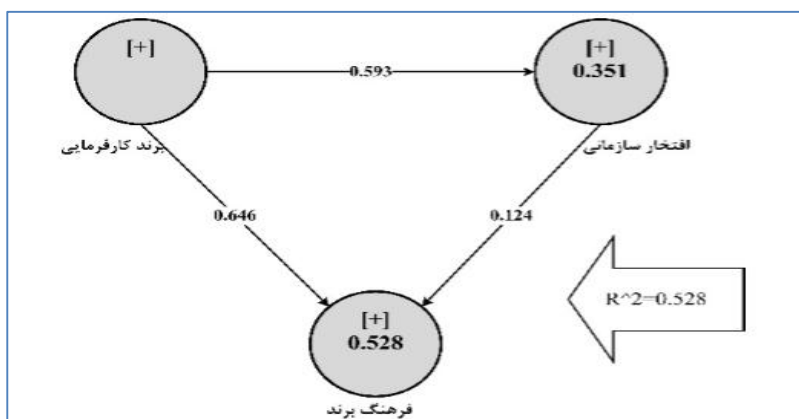 [+]
[+]
0.351
0.593
برند کارفرمایی
افتخار سازمانی
0.646
0.124
R^2=0.528
[+]
0.528
فرهنگ برند